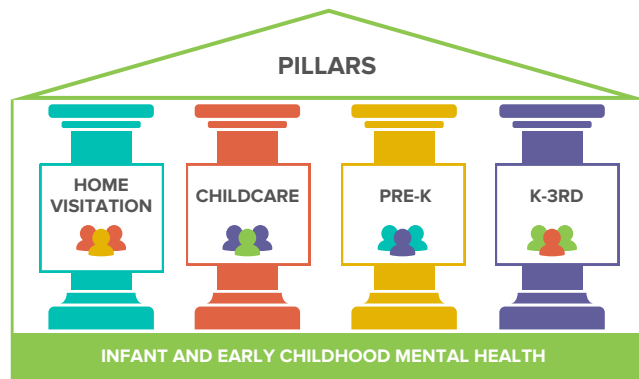 PILLARS
HOME
VISITATION
CHILDCARE
PRE-K
K-3RD
INFANT AND EARLY CHILDHOOD MENTAL HEALTH